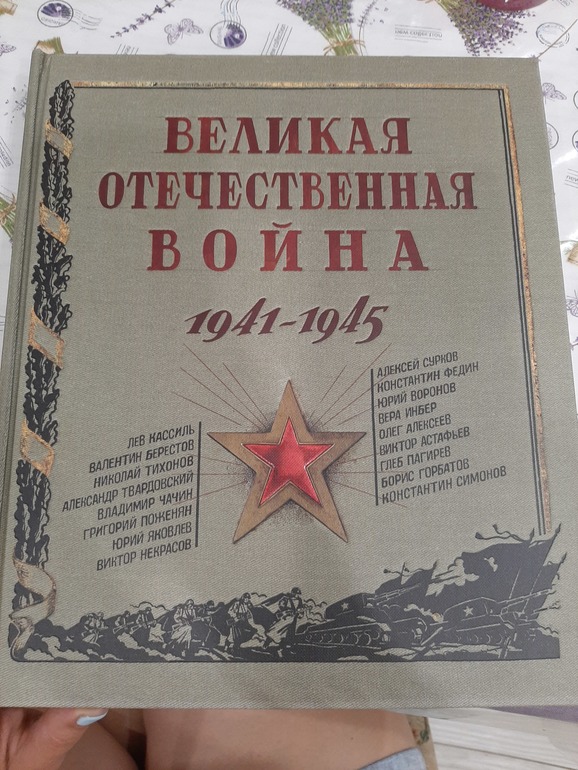 ВЕЛИКАЯ
ОТЕЧЕСТВЕННАЯ
ВОЙНА
1941-1945
ЛЕВ КАССИЛЬ
ВАЛЕНТИН БЕРЕСТОВ
НИКОЛАЙ ТИХОНОВ
АЛЕКСАНДР ТВАРДОВСКИЙ
ВЛАДИМИР ЧАЧИН
ГРИГОРИЙ ПОЖЕНЯН
ЮРИЙ ЯКОВЛЕВ
ВИКТОР НЕКРАСОВ
АЛЕКСЕЙ СУРКОВ
КОНСТАНТИН ФЕДИН
ЮРИЙ ВОРОНОВ
ВЕРА ИНБЕР
ОЛЕГ АЛЕКСЕЕВ
ВИКТОР АСТАФЬЕВ
ГЛЕБ ПАГИРЕВ
БОРИС ГОРБАТОВ
КОНСТАНТИН СИМОНОВ